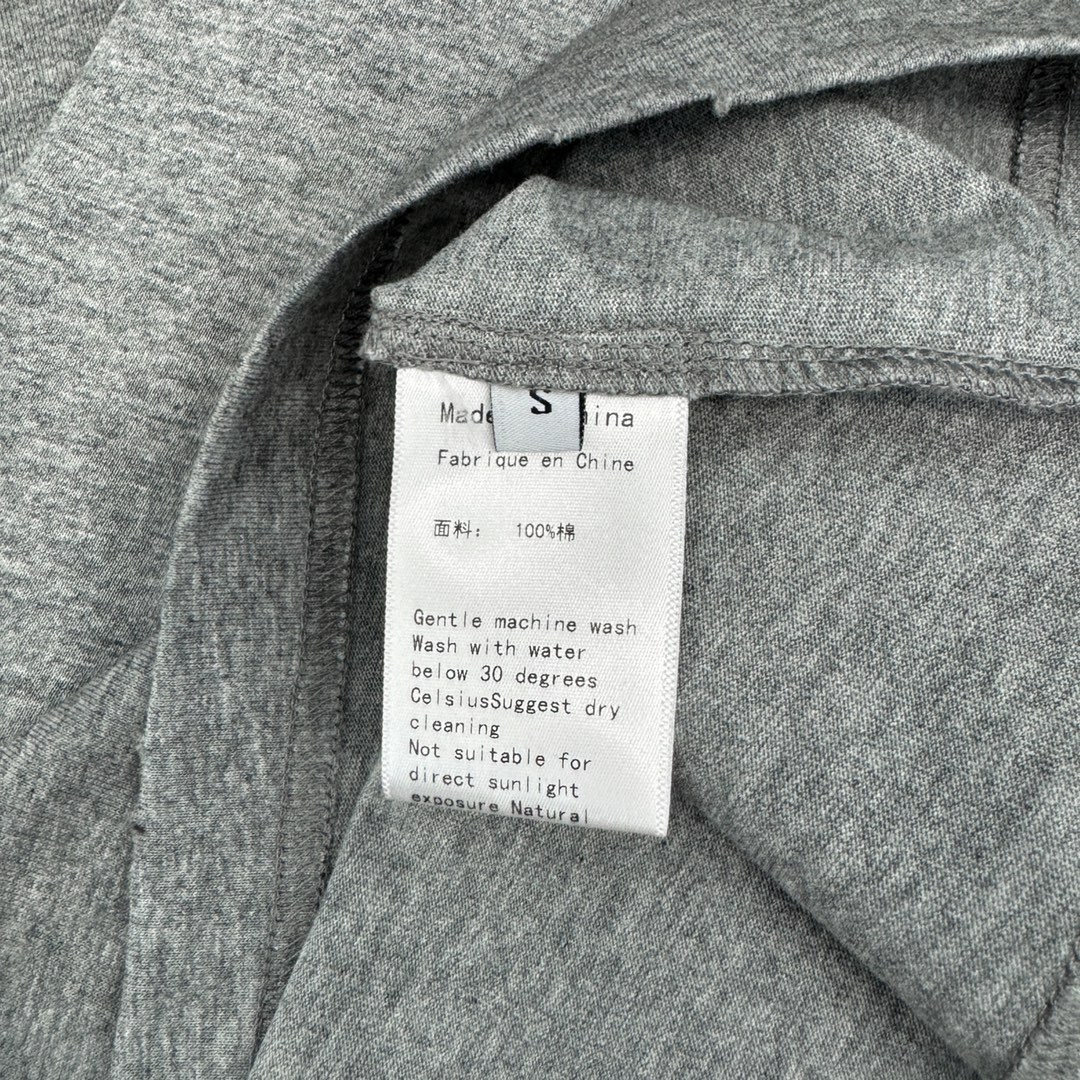 S
Made ina
Fabrique en Chine
面料： 100%棉
Gentle machine wash
Wash with water
below 30 degrees
CelsiusSuggest dry
cleaning
Not suitable for
direct sunlight
exposure Natural